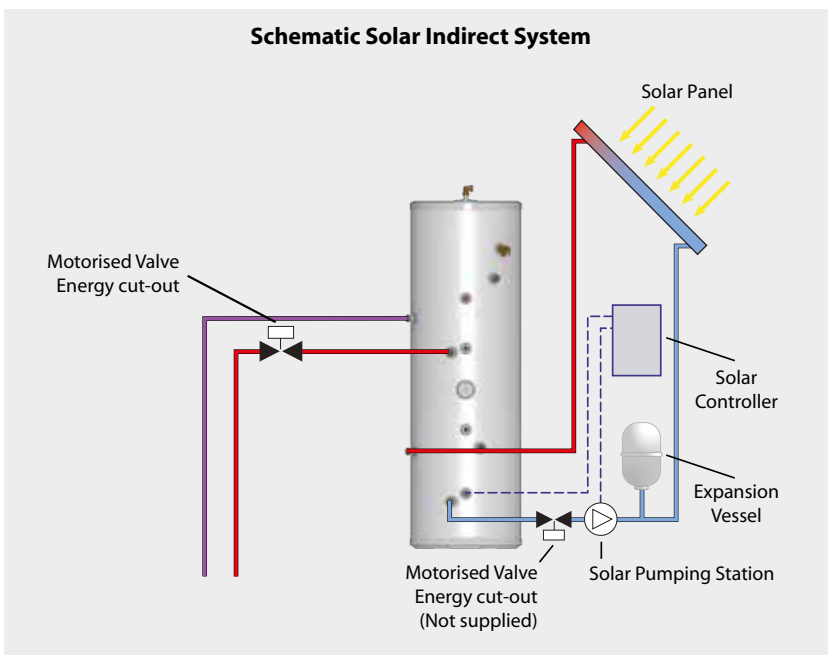 Schematic Solar Indirect System
Solar Panel
Motorised Valve
Energy cut-out
Solar
Controller
Expansion
Vessel
Motorised Valve
Energy cut-out
(Not supplied)
Solar Pumping Station